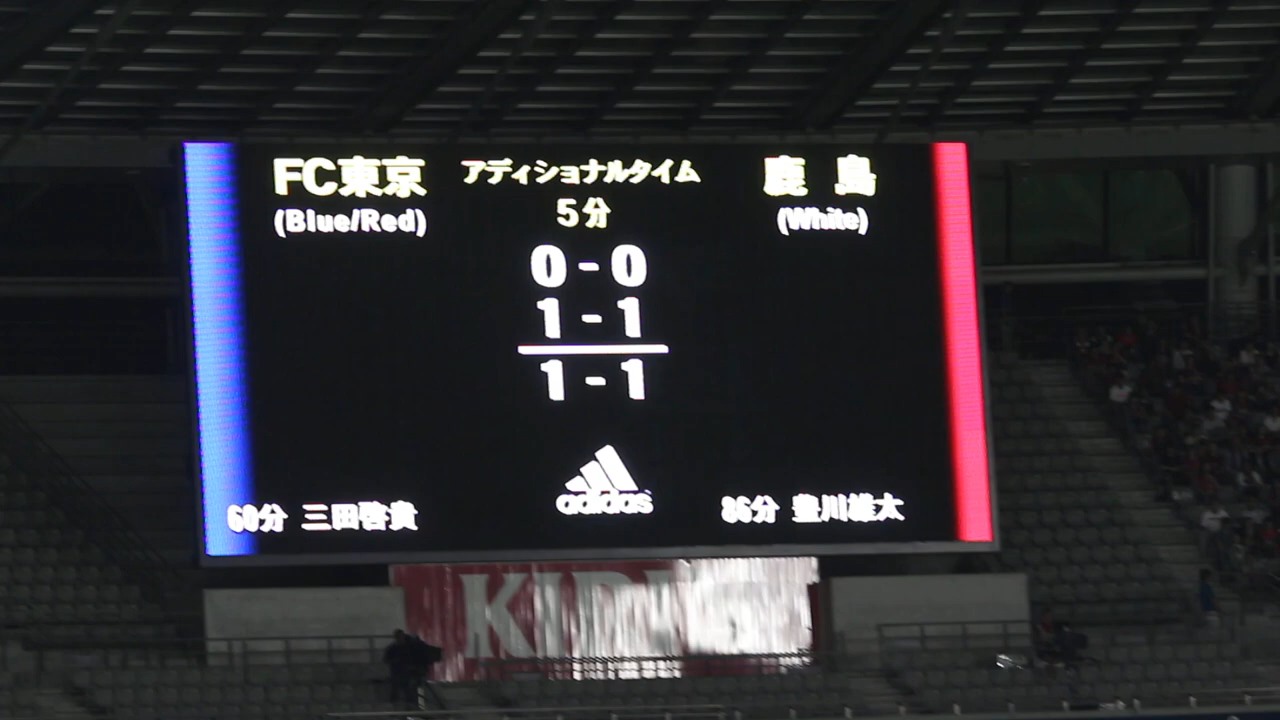 FC東京 アディショナルタイム 鹿 島
(Blue/Red) 5分 (White)
0 - 0
1 - 1
1 - 1
adidas
60分 三田啓貴 86分 豊川雄太